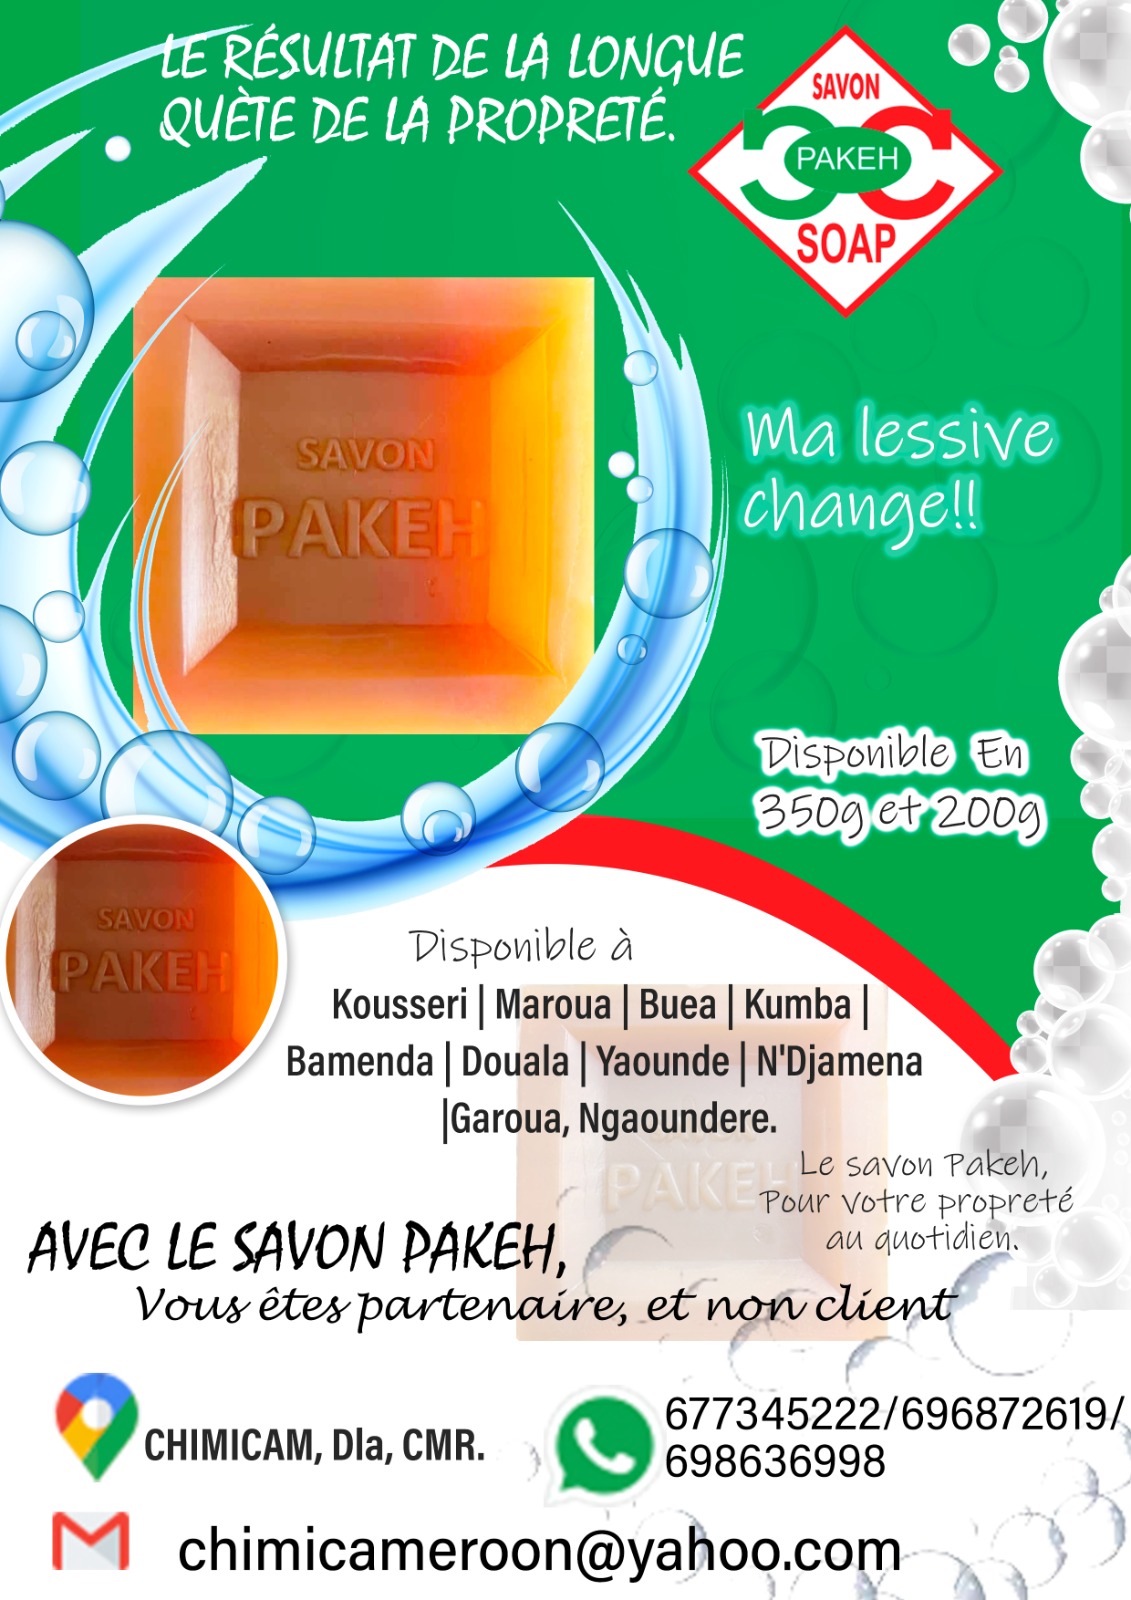 LE RÉSULTAT DE LA LONGUE
QUÈTE DE LA PROPRETÉ.
SAVON
PAKEH
SOAP
SAVON
PAKEH
Ma lessive
change!!
Disponible En
350g et 200g
SAVON
PAKEH
Disponible à
Kousseri | Maroua | Buea | Kumba |
Bamenda | Douala | Yaounde | N'Djamena
|Garoua, Ngaoundere.
SAVON
PAKEH
Le savon Pakeh,
Pour votre propreté
au quotidien.
AVEC LE SAVON PAKEH,
Vous êtes partenaire, et non client
CHIMICAM, Dla, CMR.
677345222/696872619/
698636998
chimicameroon@yahoo.com